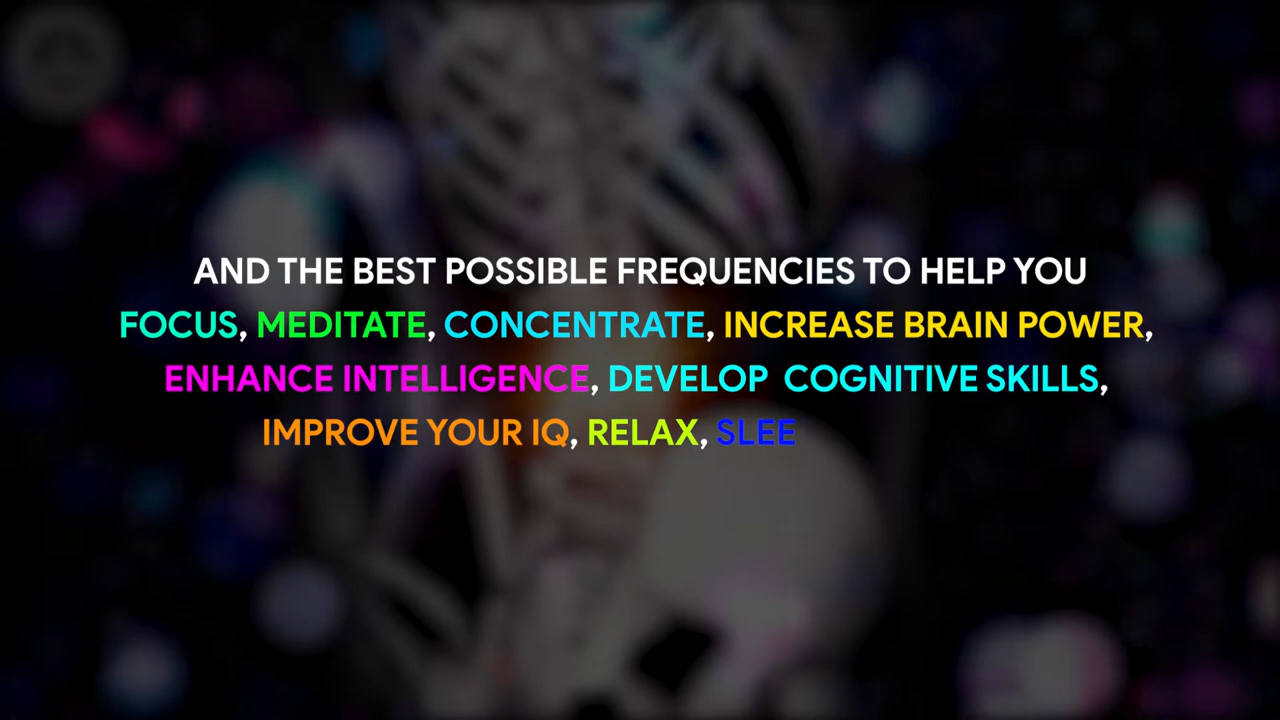 AND THE BEST POSSIBLE FREQUENCIES TO HELP YOU
FOCUS, MEDITATE, CONCENTRATE, INCREASE BRAIN POWER,
ENHANCE INTELLIGENCE, DEVELOP COGNITIVE SKILLS,
IMPROVE YOUR IQ, RELAX, SLEE